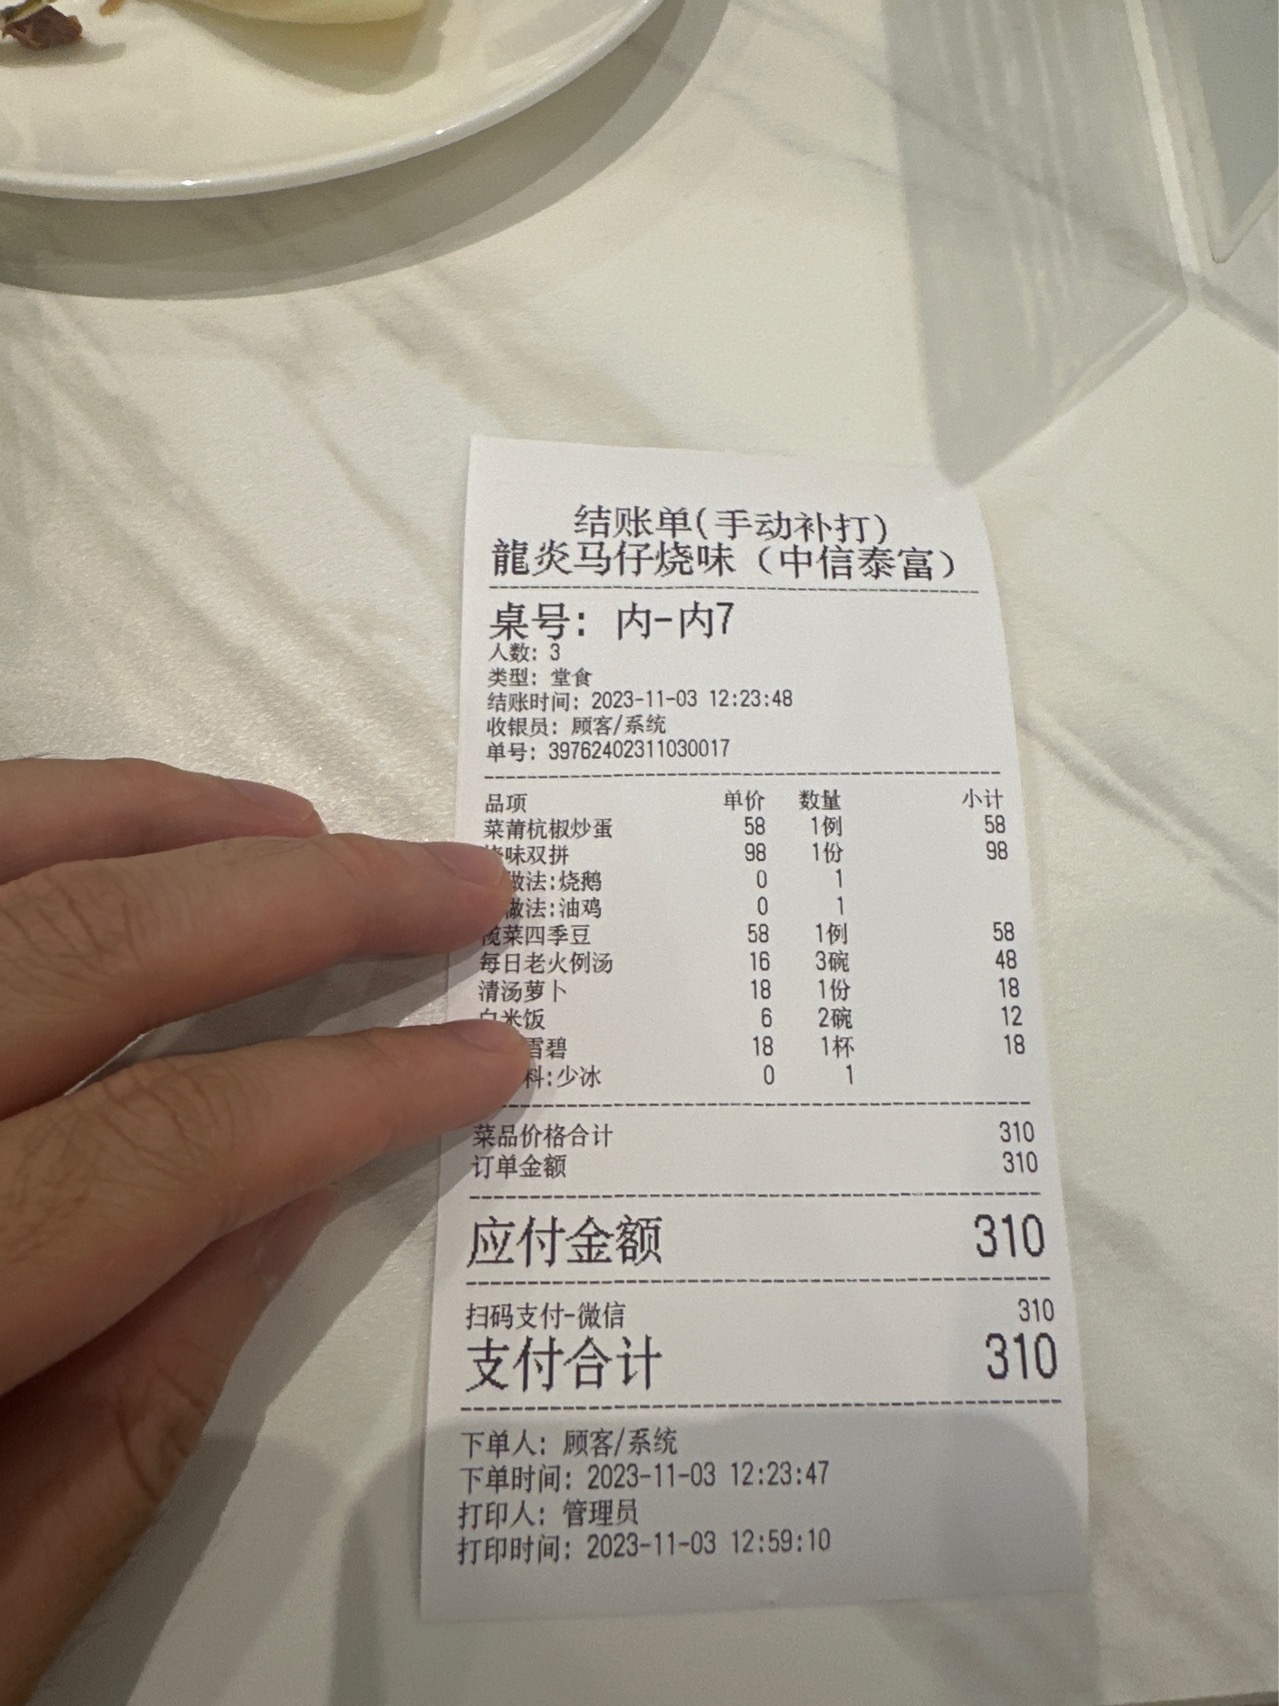 结账单(手动补打)
龍炎马仔烧味（中信泰富）
桌号: 内-内7
人数: 3
类型: 堂食
结账时间: 2023-11-03 12:23:48
收银员: 顾客/系统
单号: 39762402311030017
品项 单价 数量 小计
菜莆杭椒炒蛋 58 1例 58
味双拼 98 1份 98
做法:烧鹅 0 1
做法:油鸡 0 1
榄菜四季豆 58 1例 58
每日老火例汤 16 3碗 48
清汤萝卜 18 1份 18
白米饭 6 2碗 12
雪碧 18 1杯 18
料:少冰 0 1
菜品价格合计 310
订单金额 310
应付金额 310
扫码支付-微信 310
支付合计 310
下单人: 顾客/系统
下单时间: 2023-11-03 12:23:47
打印人: 管理员
打印时间: 2023-11-03 12:59:10